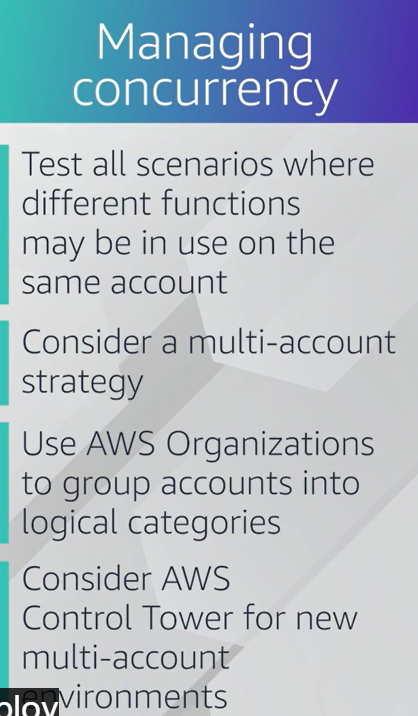 Managing
concurrency
Test all scenarios where
different functions
may be in use on the
same account
Consider a multi-account
strategy
Use AWS Organizations
to group accounts into
logical categories
Consider AWS
Control Tower for new
multi-account
environments
ploy